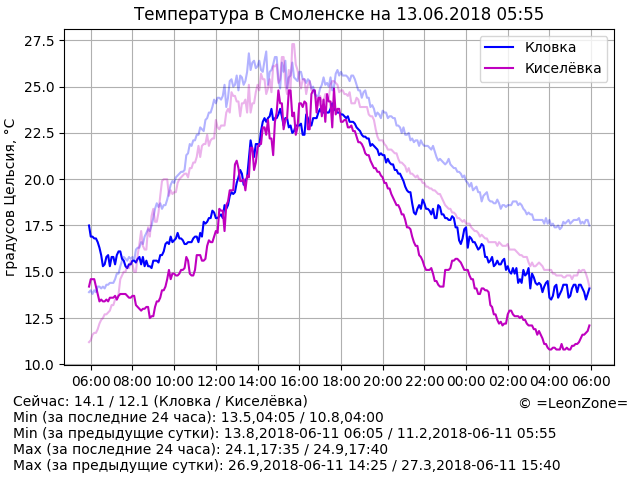 Температура в Смоленске на 13.06.2018 05:55
27.5
25.0
22.5
20.0
17.5
15.0
12.5
10.0
градусов Цельсия, °C
Кловка
Киселёвка
06:00 08:00 10:00 12:00 14:00 16:00 18:00 20:00 22:00 00:00 02:00 04:00 06:00
Сейчас: 14.1 / 12.1 (Кловка / Киселёвка)
© =LeonZone=
Min (за последние 24 часа): 13.5,04:05 / 10.8,04:00
Min (за предыдущие сутки): 13.8,2018-06-11 06:05 / 11.2,2018-06-11 05:55
Max (за последние 24 часа): 24.1,17:35 / 24.9,17:40
Max (за предыдущие сутки): 26.9,2018-06-11 14:25 / 27.3,2018-06-11 15:40